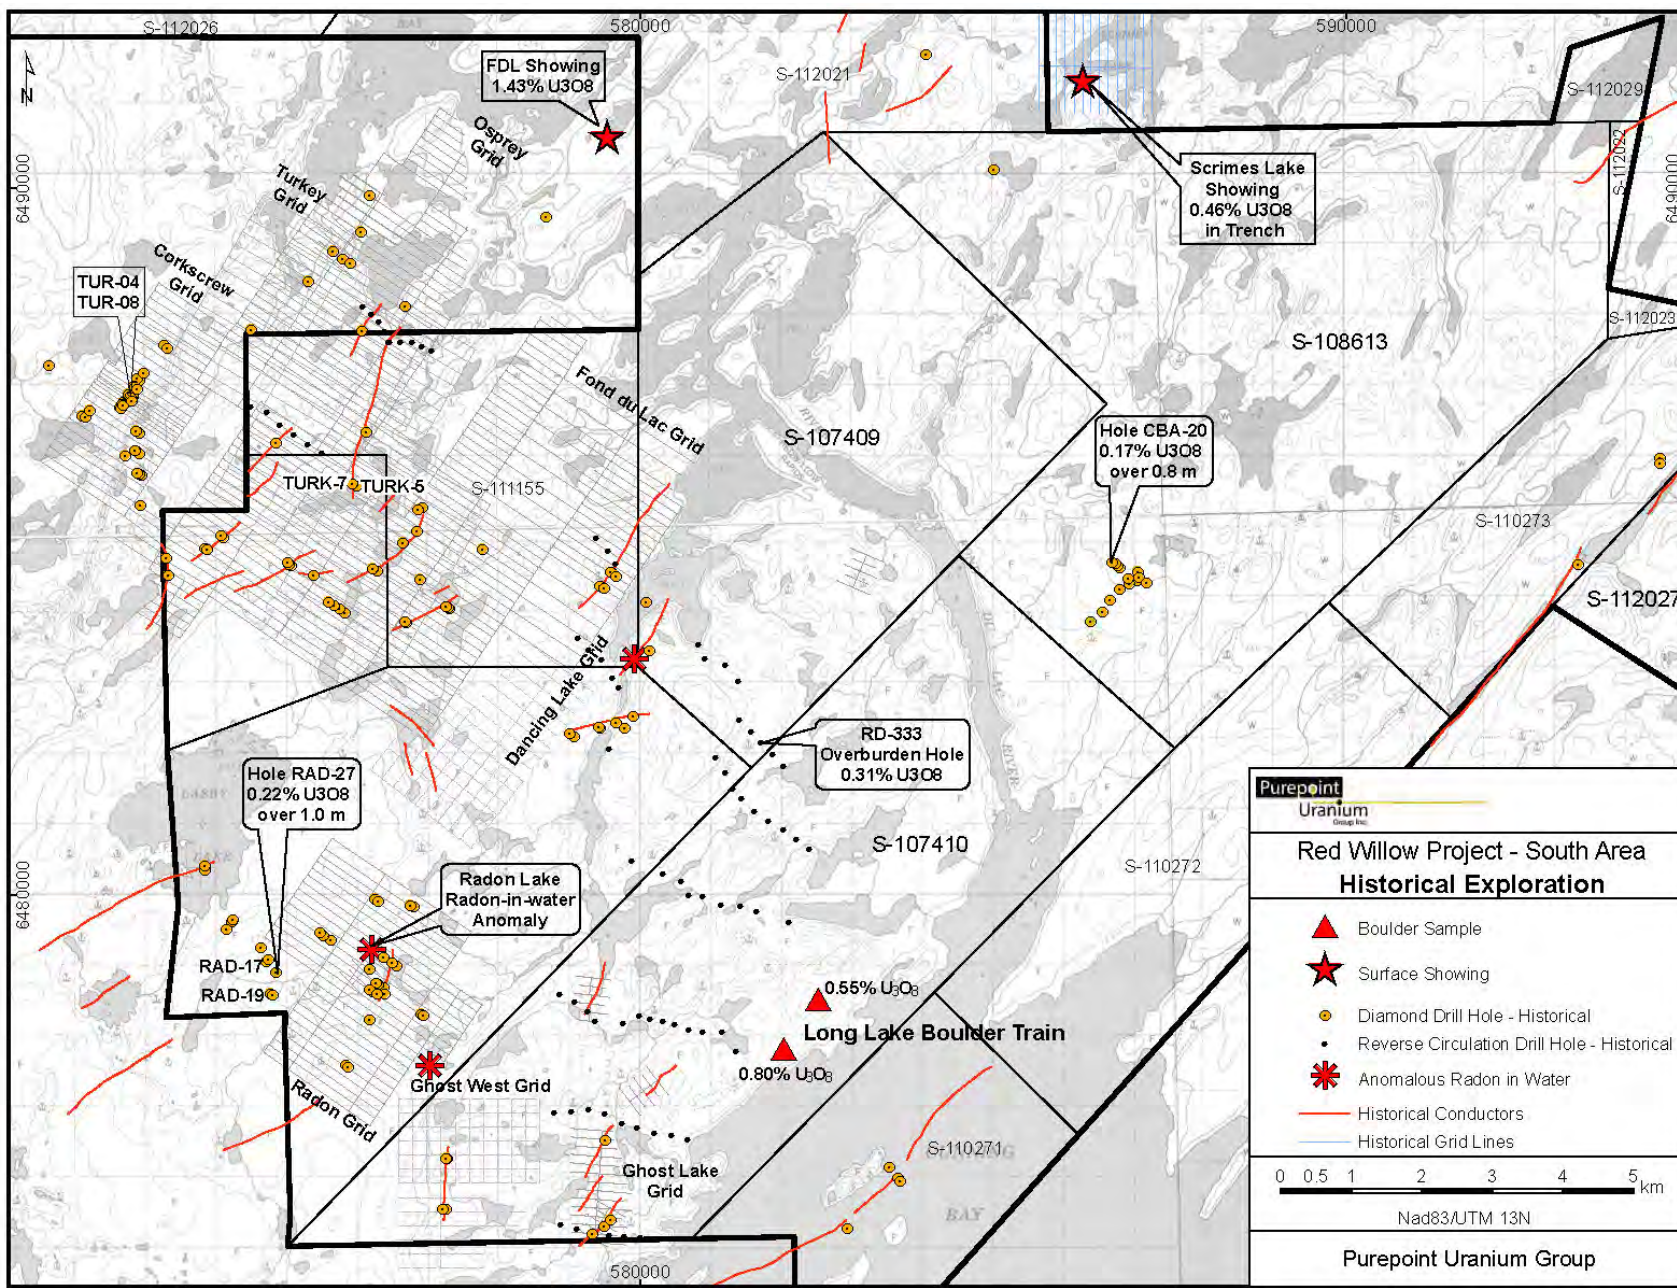 S-112026
580000
590000
FDL Showing
1.43% U3O8
S-112021
S-112029
S-112022
N
Osprey
Grid
Turkey
Grid
Scrimes Lake
Showing
0.46% U3O8
in Trench
6490000
6490000
Corkscrew
Grid
TUR-04
TUR-08
S-112023
S-108613
Fond du Lac Grid
S-107409
Hole CBA-20
0.17% U3O8
over 0.8 m
TURK-7
TURK-5
S-111155
S-110273
S-112027
Dancing Lake Grid
RIVER
RD-333
Overburden Hole
0.31% U3O8
Hole RAD-27
0.22% U3O8
over 1.0 m
S-107410
S-110272
Radon Lake
Radon-in-water
Anomaly
6480000
RAD-17
RAD-19
0.55% U3O8
Long Lake Boulder Train
0.80% U3O8
Ghost West Grid
Radon Grid
Ghost Lake
Grid
S-110271
BAY
580000
Purepoint
Uranium
Group Inc.
Red Willow Project - South Area
Historical Exploration
Boulder Sample
Surface Showing
Diamond Drill Hole - Historical
Reverse Circulation Drill Hole - Historical
Anomalous Radon in Water
Historical Conductors
Historical Grid Lines
0 0.5 1 2 3 4 5
km
Nad83/UTM 13N
Purepoint Uranium Group